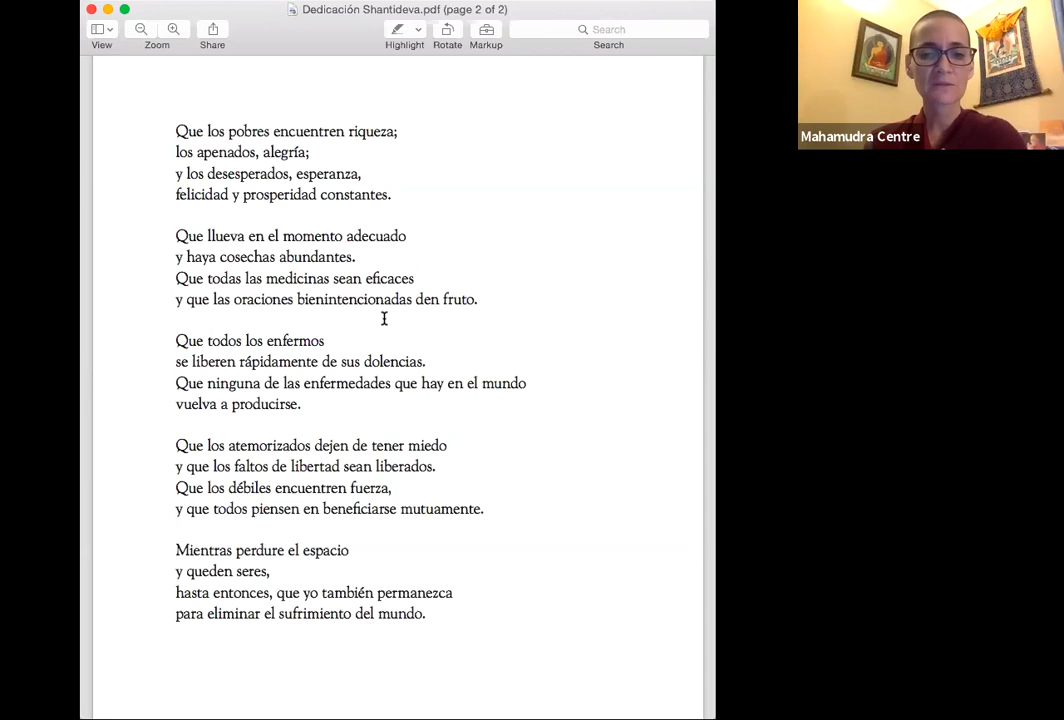 Dedicación Shantideva.pdf (page 2 of 2)
View
Zoom
Share
Highlight
Rotate
Markup
Search
Search
Que los pobres encuentren riqueza;
los apenados, alegría;
y los desesperados, esperanza,
felicidad y prosperidad constantes.
Que llueva en el momento adecuado
y haya cosechas abundantes.
Que todas las medicinas sean eficaces
y que las oraciones bienintencionadas den fruto.
Que todos los enfermos
se liberen rápidamente de sus dolencias.
Que ninguna de las enfermedades que hay en el mundo
vuelva a producirse.
Que los atemorizados dejen de tener miedo
y que los faltos de libertad sean liberados.
Que los débiles encuentren fuerza,
y que todos piensen en beneficiarse mutuamente.
Mientras perdure el espacio
y queden seres,
hasta entonces, que yo también permanezca
para eliminar el sufrimiento del mundo.
Mahamudra Centre